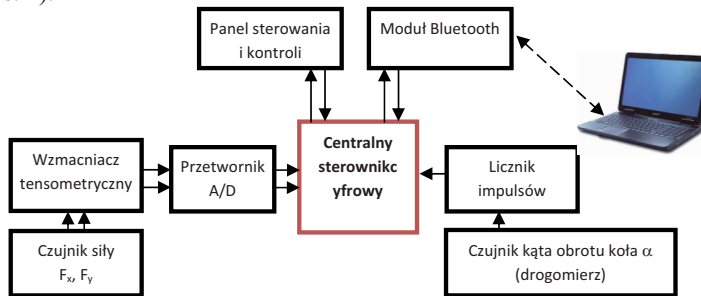 Panel sterowania
i kontroli
Moduł Bluetooth
Centralny
sterownikc
yfrowy
Wzmacniacz
tensometryczny
Przetwornik
A/D
Licznik
impulsów
Czujnik siły
Fx, Fy
Czujnik kąta obrotu koła α
(drogomierz)